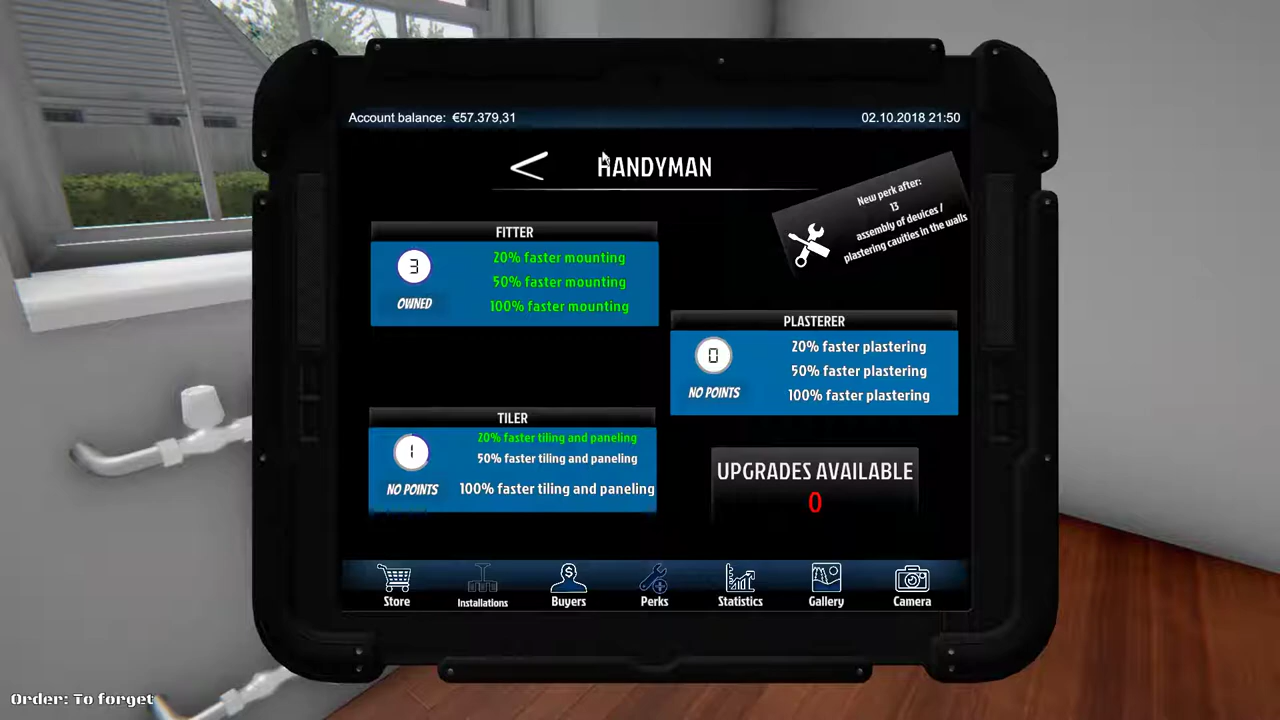 Account balance: €57.379,31
02.10.2018 21:50
HANDYMAN
New perk after:
13
assembly of devices /
plastering cavities in the walls
FITTER
3
OWNED
20% faster mounting
50% faster mounting
100% faster mounting
PLASTERER
0
NO POINTS
20% faster plastering
50% faster plastering
100% faster plastering
TILER
1
NO POINTS
20% faster tiling and paneling
50% faster tiling and paneling
100% faster tiling and paneling
UPGRADES AVAILABLE
0
Store
Installations
Buyers
Perks
Statistics
Gallery
Camera
Order: To forget